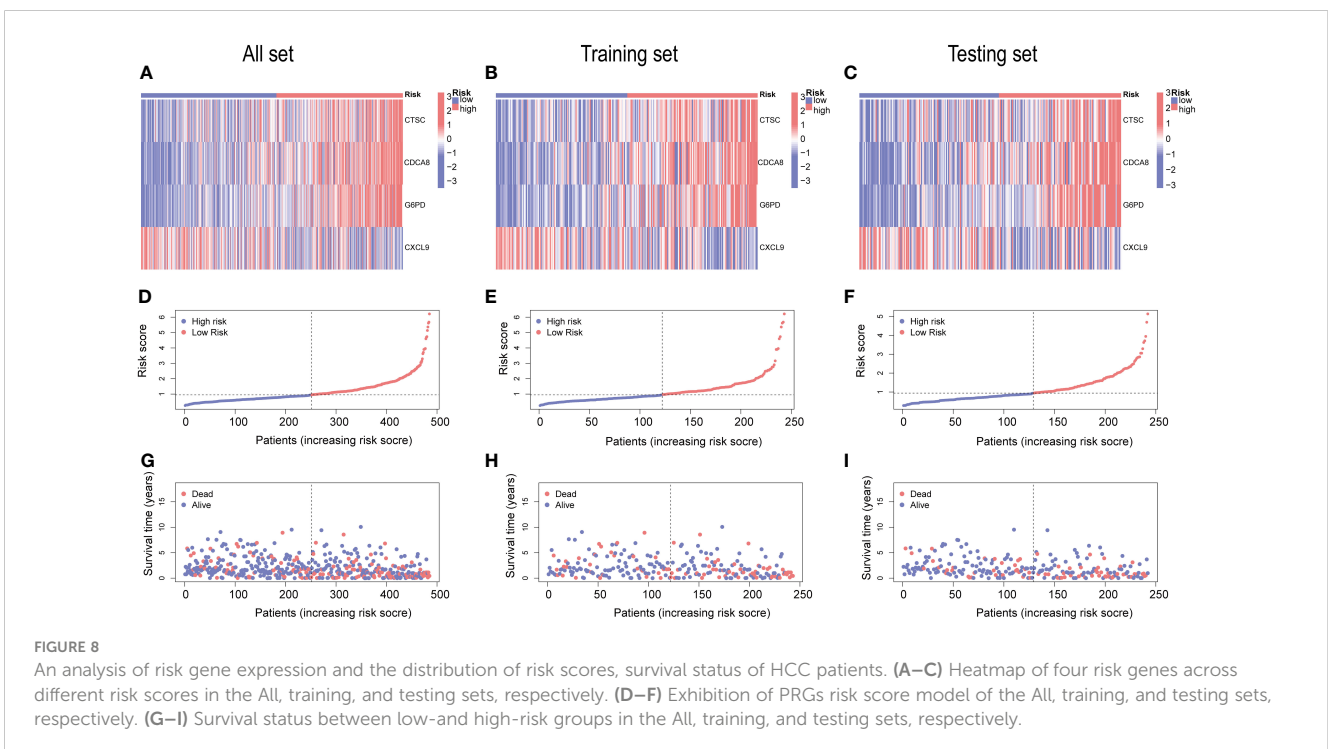 All set
Training set
Testing set
A
B
C
Risk
3
2
1
0
−1
−2
−3
Risk
low
high
CTSC
CDCA8
G6PD
CXCL9
Risk
3
2
1
0
−1
−2
−3
Risk
low
high
CTSC
CDCA8
G6PD
CXCL9
Risk
3
2
1
0
−1
−2
−3
Risk
low
high
CTSC
CDCA8
G6PD
CXCL9
D
Risk score
6
5
4
3
2
1
High risk
Low Risk
0 100 200 300 400 500
Patients (increasing risk socre)
E
Risk score
6
5
4
3
2
1
High risk
Low Risk
0 50 100 150 200 250
Patients (increasing risk socre)
F
Risk score
5
4
3
2
1
High risk
Low Risk
0 50 100 150 200 250
Patients (increasing risk socre)
G
Survival time (years)
15
10
5
0
Dead
Alive
0 100 200 300 400 500
Patients (increasing risk socre)
H
Survival time (years)
15
10
5
0
Dead
Alive
0 50 100 150 200 250
Patients (increasing risk socre)
I
Survival time (years)
15
10
5
0
Dead
Alive
0 50 100 150 200 250
Patients (increasing risk socre)
FIGURE 8
An analysis of risk gene expression and the distribution of risk scores, survival status of HCC patients. (A–C) Heatmap of four risk genes across
different risk scores in the All, training, and testing sets, respectively. (D–F) Exhibition of PRGs risk score model of the All, training, and testing sets,
respectively. (G–I) Survival status between low-and high-risk groups in the All, training, and testing sets, respectively.